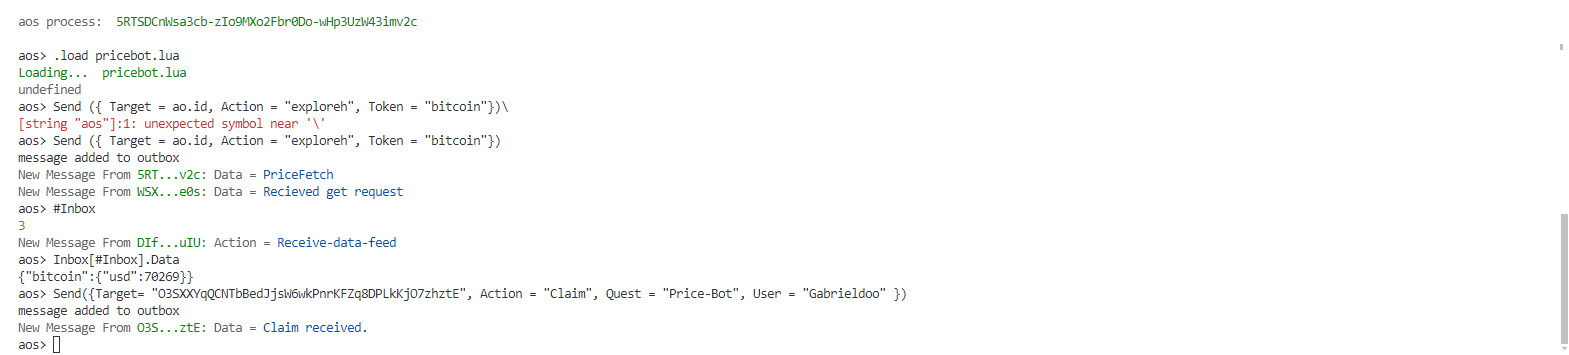 aos process:  5RTSDCnWsa3cb-zIo9MXo2Fbr0Do-wHp3UzW43imv2c
aos> .load pricebot.lua
Loading...  pricebot.lua
undefined
aos> Send ({ Target = ao.id, Action = "exploreh", Token = "bitcoin"})\
[string "aos"]:1: unexpected symbol near '\'
aos> Send ({ Target = ao.id, Action = "exploreh", Token = "bitcoin"})
message added to outbox
New Message From 5RT...v2c: Data = PriceFetch
New Message From WSX...e0s: Data = Recieved get request
aos> #Inbox
3
New Message From DIf...uIU: Action = Receive-data-feed
aos> Inbox[#Inbox].Data
{"bitcoin":{"usd":70269}}
aos> Send({Target= "O3SXXYqQCNTbBedJjsW6wkPnrKFZq8DPLkKjO7zhztE", Action = "Claim", Quest = "Price-Bot", User = "Gabrieldoo" })
message added to outbox
New Message From O3S...ztE: Data = Claim received.
aos>